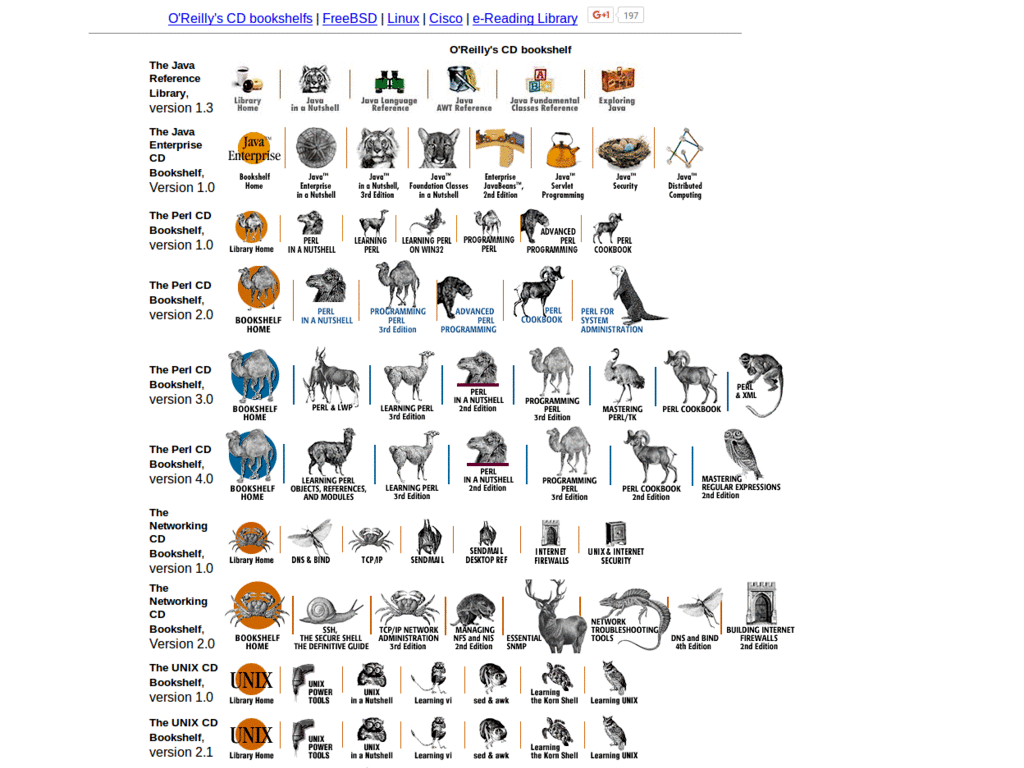 O'Reilly's CD bookshelfs | FreeBSD | Linux | Cisco | e-Reading Library
G+1 197
O'Reilly's CD bookshelf
The Java Reference Library, version 1.3
Library Home
Java in a Nutshell
Java Language Reference
Java AWT Reference
Java Fundamental Classes Reference
Exploring Java
The Java Enterprise CD Bookshelf, Version 1.0
Java™ Enterprise
Bookshelf Home
Java™ Enterprise in a Nutshell
Java™ in a Nutshell, 3rd Edition
Java™ Foundation Classes in a Nutshell
Enterprise JavaBeans™, 2nd Edition
Java™ Servlet Programming
Java™ Security
Java™ Distributed Computing
The Perl CD Bookshelf, version 1.0
Library Home
PERL IN A NUTSHELL
LEARNING PERL
LEARNING PERL ON WIN32
PROGRAMMING PERL
ADVANCED PERL PROGRAMMING
PERL COOKBOOK
The Perl CD Bookshelf, version 2.0
BOOKSHELF HOME
PERL IN A NUTSHELL
PROGRAMMING PERL 3rd Edition
ADVANCED PERL PROGRAMMING
PERL COOKBOOK
PERL FOR SYSTEM ADMINISTRATION
The Perl CD Bookshelf, version 3.0
BOOKSHELF HOME
PERL & LWP
LEARNING PERL 3rd Edition
PERL IN A NUTSHELL 2nd Edition
PROGRAMMING PERL 3rd Edition
MASTERING PERL/TK
PERL COOKBOOK
PERL & XML
The Perl CD Bookshelf, version 4.0
BOOKSHELF HOME
LEARNING PERL OBJECTS, REFERENCES, AND MODULES
LEARNING PERL 3rd Edition
PERL IN A NUTSHELL 2nd Edition
PROGRAMMING PERL 3rd Edition
PERL COOKBOOK 2nd Edition
MASTERING REGULAR EXPRESSIONS 2nd Edition
The Networking CD Bookshelf, version 1.0
Library Home
DNS & BIND
TCP/IP
SENDMAIL
SENDMAIL DESKTOP REF
INTERNET FIREWALLS
UNIX & INTERNET SECURITY
The Networking CD Bookshelf, Version 2.0
BOOKSHELF HOME
SSH, THE SECURE SHELL THE DEFINITIVE GUIDE
TCP/IP NETWORK ADMINISTRATION 3rd Edition
MANAGING NFS and NIS 2nd Edition
ESSENTIAL SNMP
NETWORK TROUBLESHOOTING TOOLS
DNS and BIND 4th Edition
BUILDING INTERNET FIREWALLS 2nd Edition
The UNIX CD Bookshelf, version 1.0
UNIX
Library Home
UNIX POWER TOOLS
UNIX in a Nutshell
Learning vi
sed & awk
Learning the Korn Shell
Learning UNIX
The UNIX CD Bookshelf, version 2.1
UNIX
Library Home
UNIX POWER TOOLS
UNIX in a Nutshell
Learning vi
sed & awk
Learning the Korn Shell
Learning UNIX